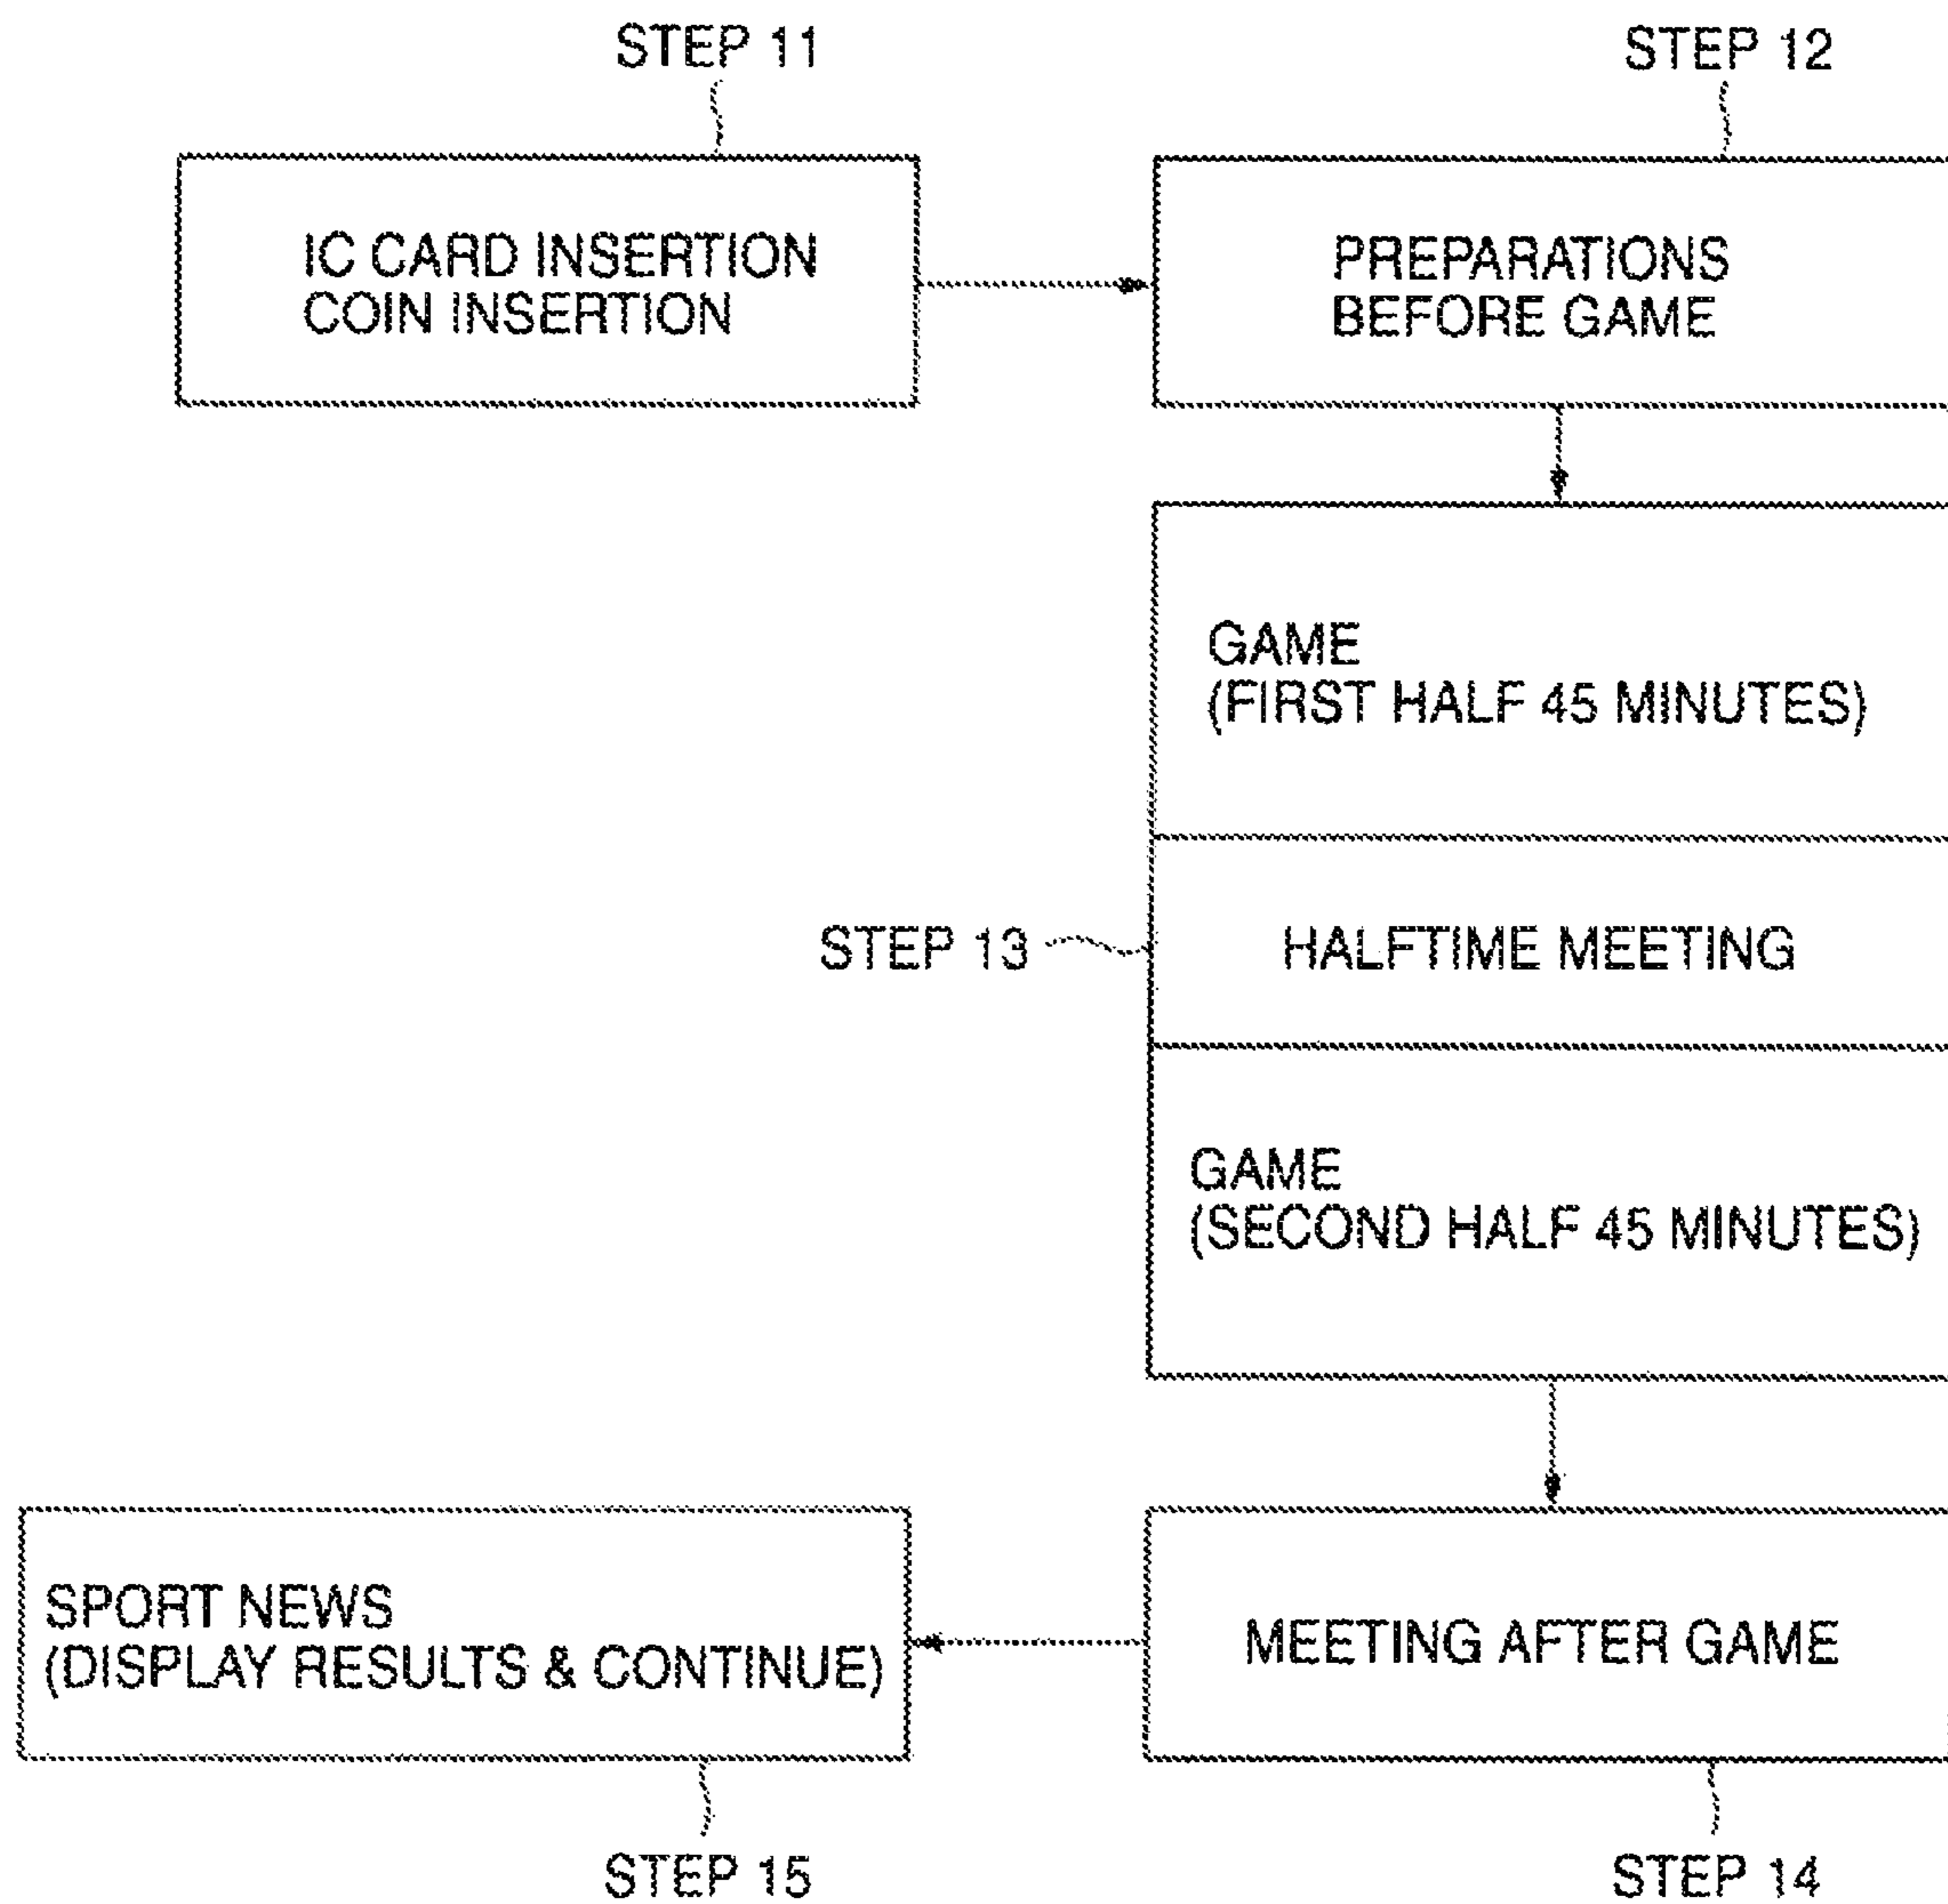 STEP 11
IC CARD INSERTION
COIN INSERTION
STEP 12
PREPARATIONS
BEFORE GAME
GAME
(FIRST HALF 45 MINUTES)
STEP 13
HALFTIME MEETING
GAME
(SECOND HALF 45 MINUTES)
MEETING AFTER GAME
STEP 14
SPORT NEWS
(DISPLAY RESULTS & CONTINUE)
STEP 15